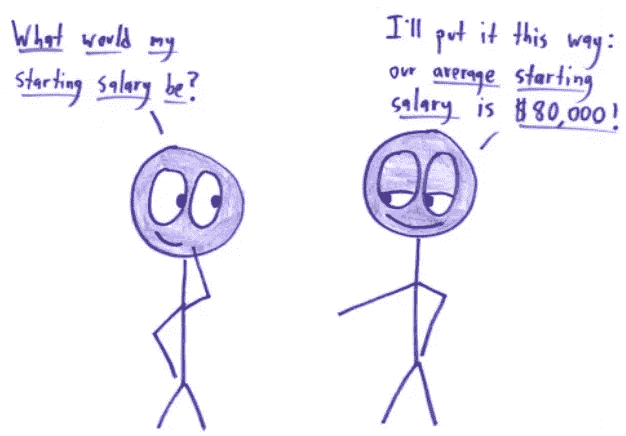 What would my
starting salary be?
I'll put it this way:
our average starting
salary is $80,000!